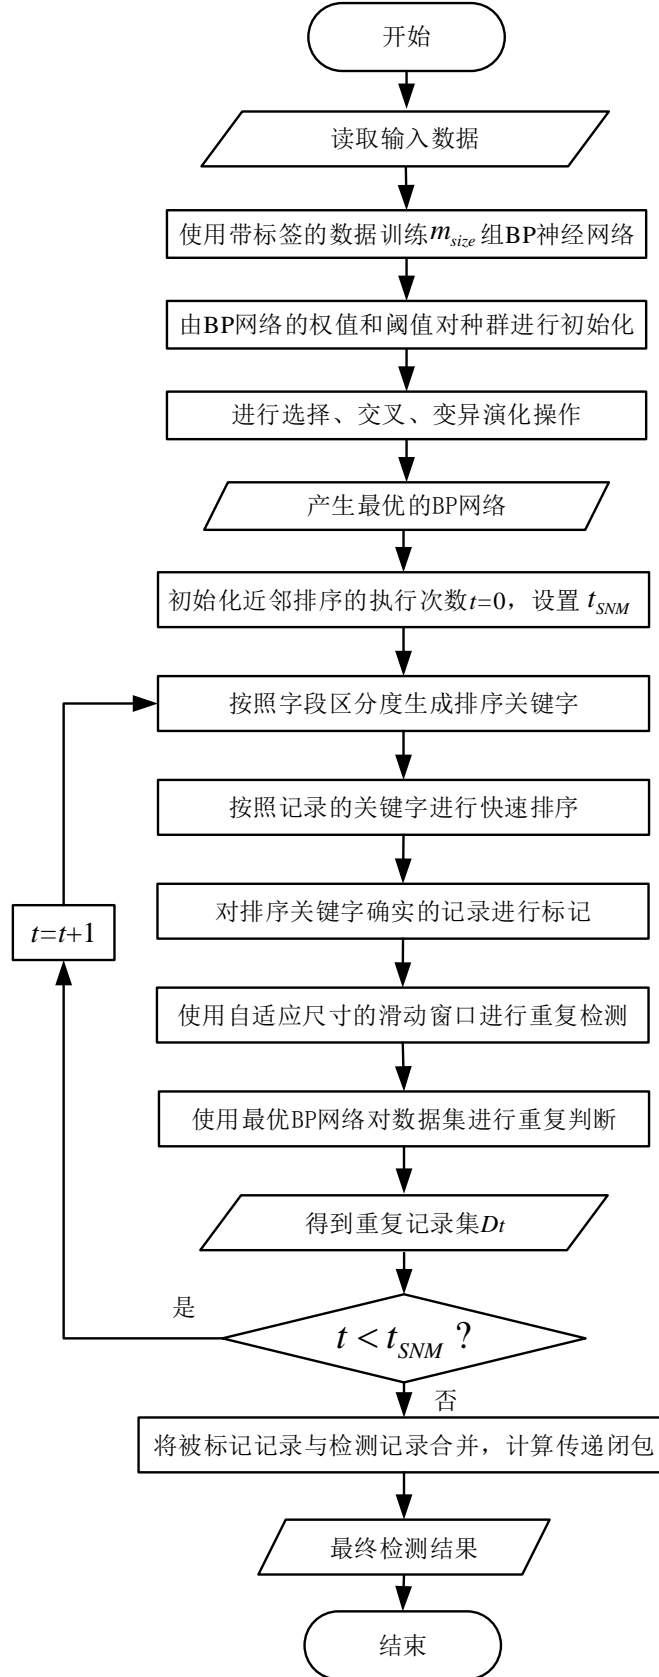 开始
读取输入数据
使用带标签的数据训练m_size组BP神经网络
由BP网络的权值和阈值对种群进行初始化
进行选择、交叉、变异演化操作
产生最优的BP网络
初始化近邻排序的执行次数t=0，设置 t_SNM
按照字段区分度生成排序关键字
按照记录的关键字进行快速排序
对排序关键字确实的记录进行标记
t=t+1
使用自适应尺寸的滑动窗口进行重复检测
使用最优BP网络对数据集进行重复判断
得到重复记录集Dt
是
t < t_SNM ?
否
将被标记记录与检测记录合并，计算传递闭包
最终检测结果
结束